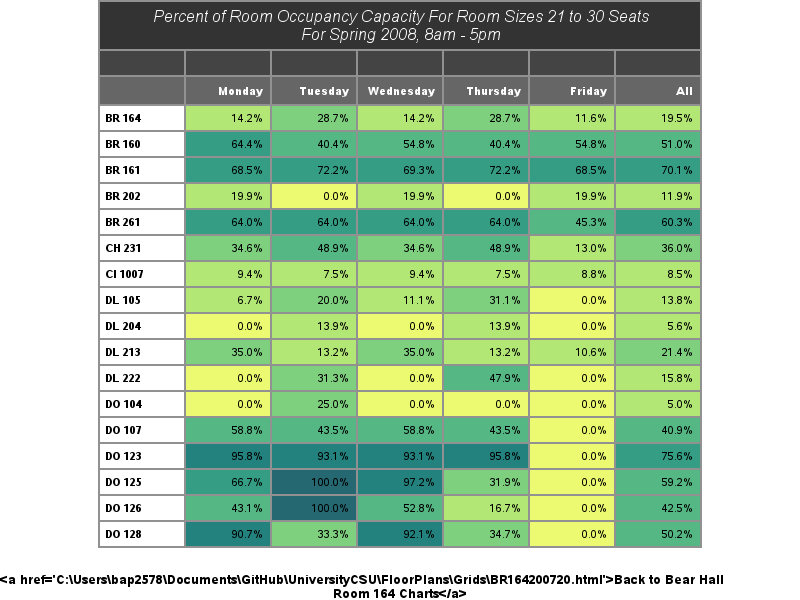 Percent of Room Occupancy Capacity For Room Sizes 21 to 30 Seats
For Spring 2008, 8am - 5pm
Monday Tuesday Wednesday Thursday Friday All
BR 164 14.2% 28.7% 14.2% 28.7% 11.6% 19.5%
BR 160 64.4% 40.4% 54.8% 40.4% 54.8% 51.0%
BR 161 68.5% 72.2% 69.3% 72.2% 68.5% 70.1%
BR 202 19.9% 0.0% 19.9% 0.0% 19.9% 11.9%
BR 261 64.0% 64.0% 64.0% 64.0% 45.3% 60.3%
CH 231 34.6% 48.9% 34.6% 48.9% 13.0% 36.0%
CI 1007 9.4% 7.5% 9.4% 7.5% 8.8% 8.5%
DL 105 6.7% 20.0% 11.1% 31.1% 0.0% 13.8%
DL 204 0.0% 13.9% 0.0% 13.9% 0.0% 5.6%
DL 213 35.0% 13.2% 35.0% 13.2% 10.6% 21.4%
DL 222 0.0% 31.3% 0.0% 47.9% 0.0% 15.8%
DO 104 0.0% 25.0% 0.0% 0.0% 0.0% 5.0%
DO 107 58.8% 43.5% 58.8% 43.5% 0.0% 40.9%
DO 123 95.8% 93.1% 93.1% 95.8% 0.0% 75.6%
DO 125 66.7% 100.0% 97.2% 31.9% 0.0% 59.2%
DO 126 43.1% 100.0% 52.8% 16.7% 0.0% 42.5%
DO 128 90.7% 33.3% 92.1% 34.7% 0.0% 50.2%
<a href='C:\Users\bap2578\Documents\GitHub\UniversityCSU\FloorPlans\Grids\BR164200720.html'>Back to Bear Hall
Room 164 Charts</a>